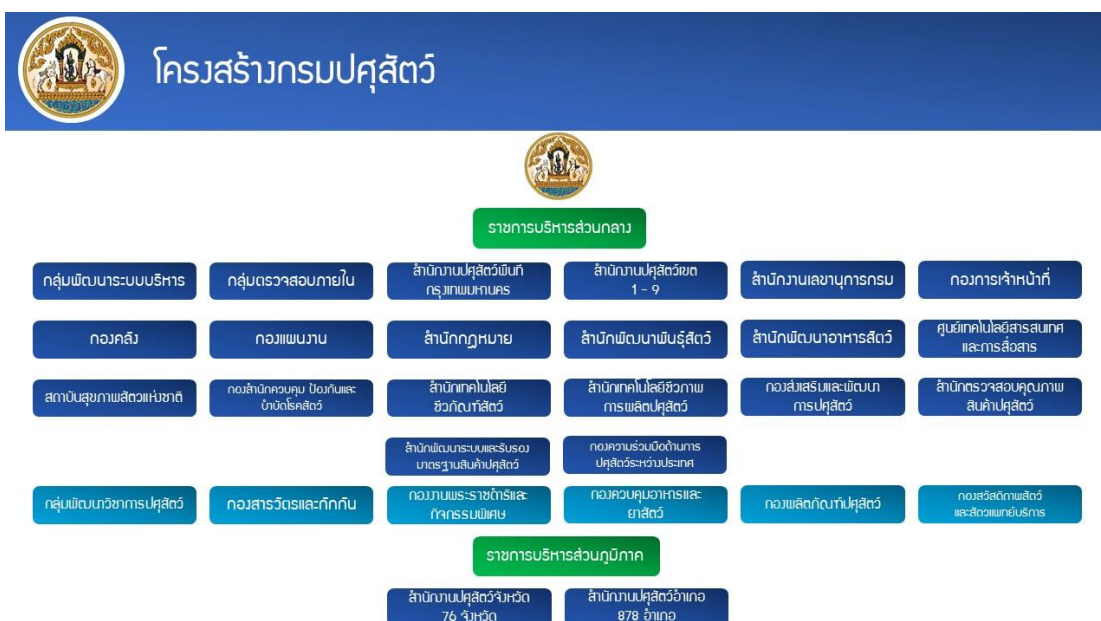 โครงสร้างกรมปศุสัตว์
ราชการบริหารส่วนกลาง
กลุ่มพัฒนาระบบบริหาร
กลุ่มตรวจสอบภายใน
สำนักงานปศุสัตว์พื้นที่
กรุงเทพมหานคร
สำนักงานปศุสัตว์เขต
1 - 9
สำนักงานเลขานุการกรม
กองการเจ้าหน้าที่
กองคลัง
กองแผนงาน
สำนักกฎหมาย
สำนักพัฒนาพันธุ์สัตว์
สำนักพัฒนาอาหารสัตว์
ศูนย์เทคโนโลยีสารสนเทศ
และการสื่อสาร
สถาบันสุขภาพสัตวแห่งชาติ
กองสำนักควบคุม ป้องกันและ
บำบัดโรคสัตว์
สำนักเทคโนโลยี
ชีวภัณฑ์สัตว์
สำนักเทคโนโลยีชีวภาพ
การผลิตปศุสัตว์
กองส่งเสริมและพัฒนา
การปศุสัตว์
สำนักตรวจสอบคุณภาพ
สินค้าปศุสัตว์
สำนักพัฒนาระบบและรับรอง
มาตรฐานสินค้าปศุสัตว์
กองความร่วมมือด้านการ
ปศุสัตว์ระหว่างประเทศ
กลุ่มพัฒนาวิชาการปศุสัตว์
กองสารวัตรและกักกัน
กองงานพระราชดำริและ
กิจกรรมพิเศษ
กองควบคุมอาหารและ
ยาสัตว์
กองผลิตภัณฑ์ปศุสัตว์
กองสวัสดิภาพสัตว์
และสัตวแพทย์บริการ
ราชการบริหารส่วนภูมิภาค
สำนักงานปศุสัตว์จังหวัด
76 จังหวัด
สำนักงานปศุสัตว์อำเภอ
878 อำเภอ